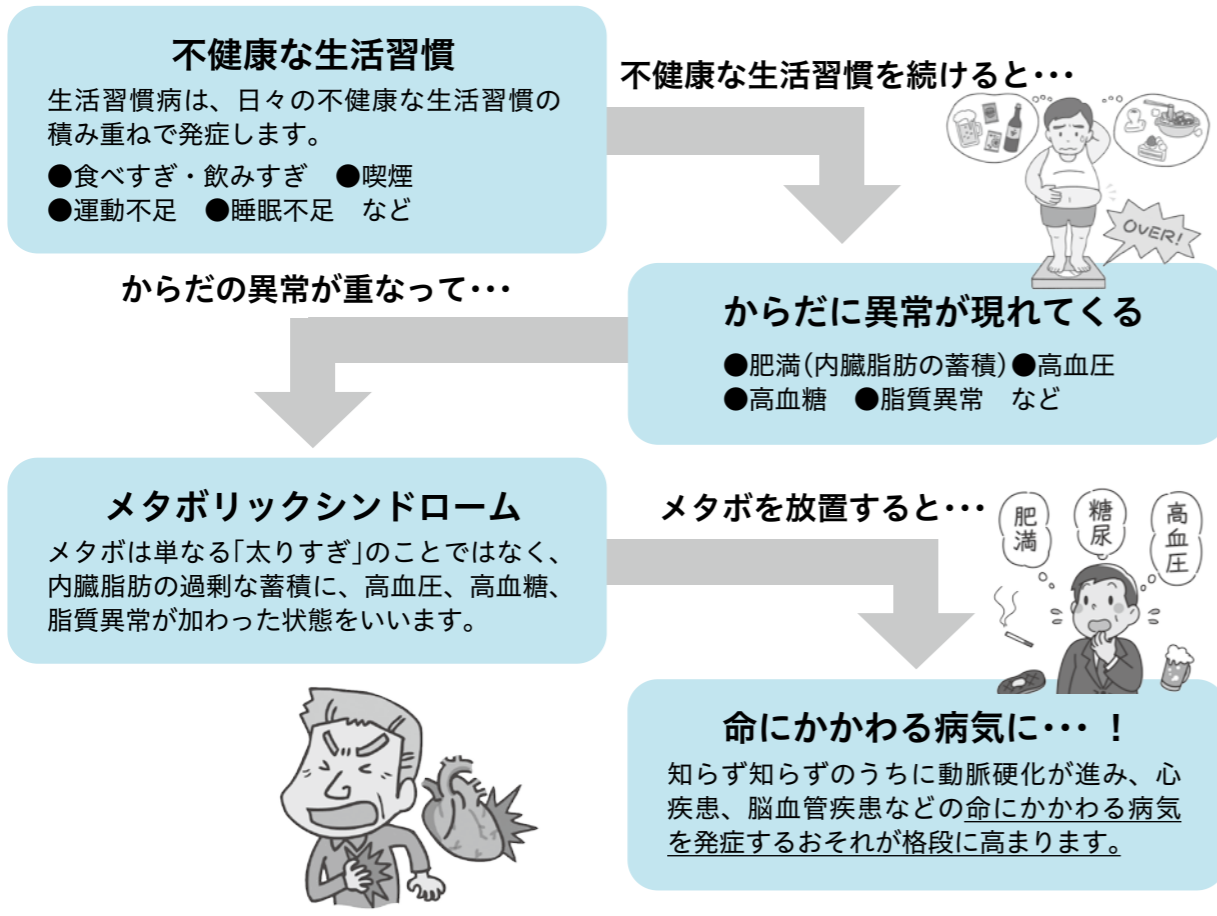 不健康な生活習慣
生活習慣病は、日々の不健康な生活習慣の
積み重ねで発症します。
●食べすぎ・飲みすぎ　●喫煙
●運動不足　●睡眠不足　など
不健康な生活習慣を続けると･･･
OVER!
からだに異常が現れてくる
●肥満(内臓脂肪の蓄積)●高血圧
●高血糖　●脂質異常　など
からだの異常が重なって･･･
メタボリックシンドローム
メタボは単なる｢太りすぎ｣のことではなく、
内臓脂肪の過剰な蓄積に、高血圧、高血糖、
脂質異常が加わった状態をいいます。
メタボを放置すると･･･
肥満
糖尿
高血圧
命にかかわる病気に･･･！
知らず知らずのうちに動脈硬化が進み、心
疾患、脳血管疾患などの命にかかわる病気
を発症するおそれが格段に高まります。